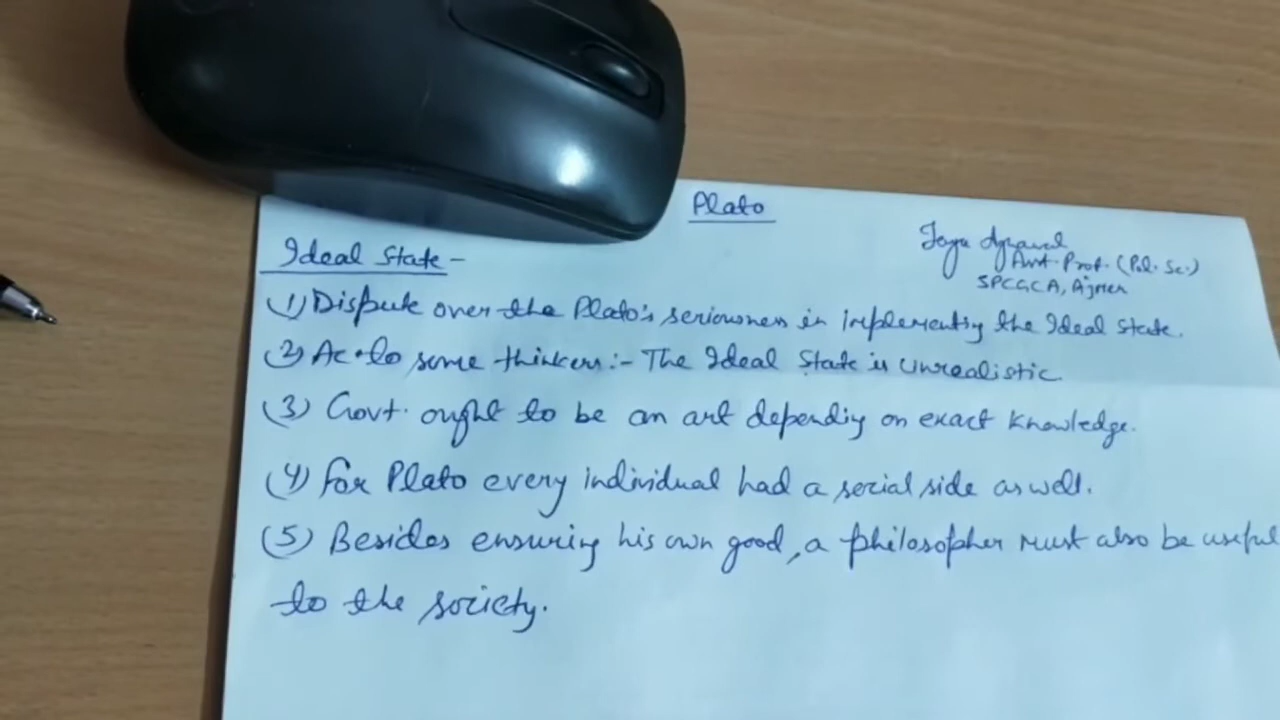 Plato
Jaya Agrawal
Asst. Prof. (Pol. Sc.)
SPCGCA, Ajmer
Ideal State -
(1) Dispute over the Plato's seriousness in implementing the Ideal State.
(2) Ac. to some thinkers:- The Ideal State is unrealistic
(3) Govt. ought to be an art depending on exact knowledge.
(4) For Plato every individual had a social side as well.
(5) Besides ensuring his own good, a philosopher must also be useful
to the society.